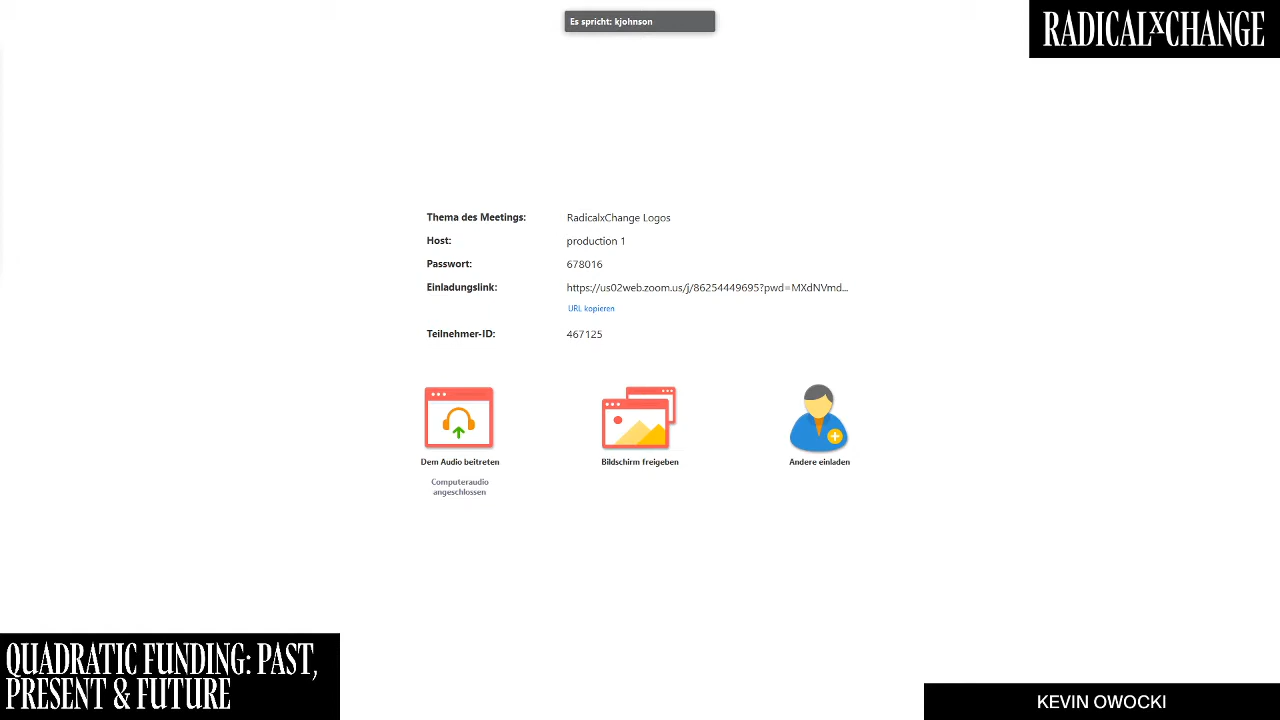 Es spricht: kjohnson
RADICALXCHANGE
Thema des Meetings: RadicalxChange Logos
Host: production 1
Passwort: 678016
Einladungslink: https://us02web.zoom.us/j/86254449695?pwd=MXdNVmd...
URL kopieren
Teilnehmer-ID: 467125
Dem Audio beitreten
Computeraudio
angeschlossen
Bildschirm freigeben
Andere einladen
QUADRATIC FUNDING: PAST,
PRESENT & FUTURE
KEVIN OWOCKI